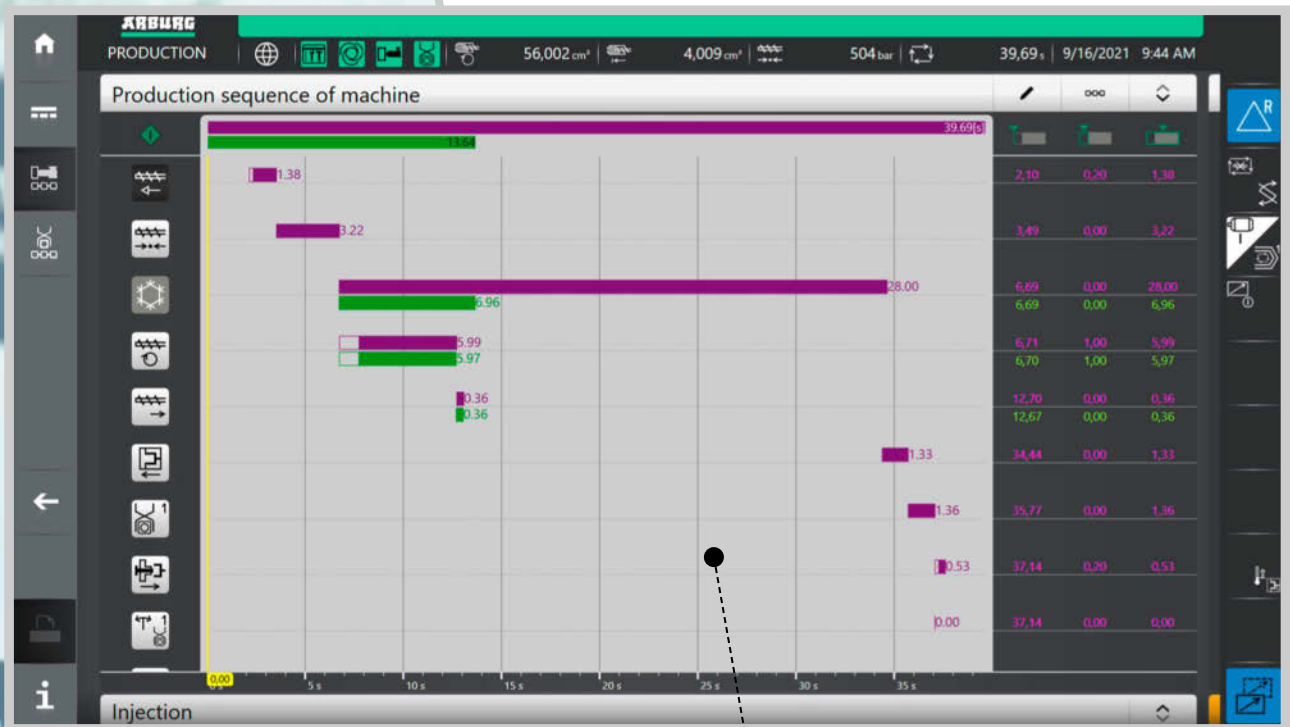 ARBURG
PRODUCTION 56,002 cm³ 4,009 cm³ 504 bar 39,69 s 9/16/2021 9:44 AM
Production sequence of machine
R
39.69[s]
13.64
1.38 2,10 0,20 1,38
3.22 3,49 0,00 3,22
28.00 6,69 0,00 28,00
6.96 6,69 0,00 6,96
5.99 6,71 1,00 5,99
5.97 6,70 1,00 5,97
0.36 12,70 0,00 0,36
0.36 12,67 0,00 0,36
1.33 34,44 0,00 1,33
1 1.36 35,77 0,00 1,36
0.53 37,14 0,20 0,53
1 0.00 37,14 0,00 0,00
0,00 5 s 10 s 15 s 20 s 25 s 30 s 35 s
i
Injection